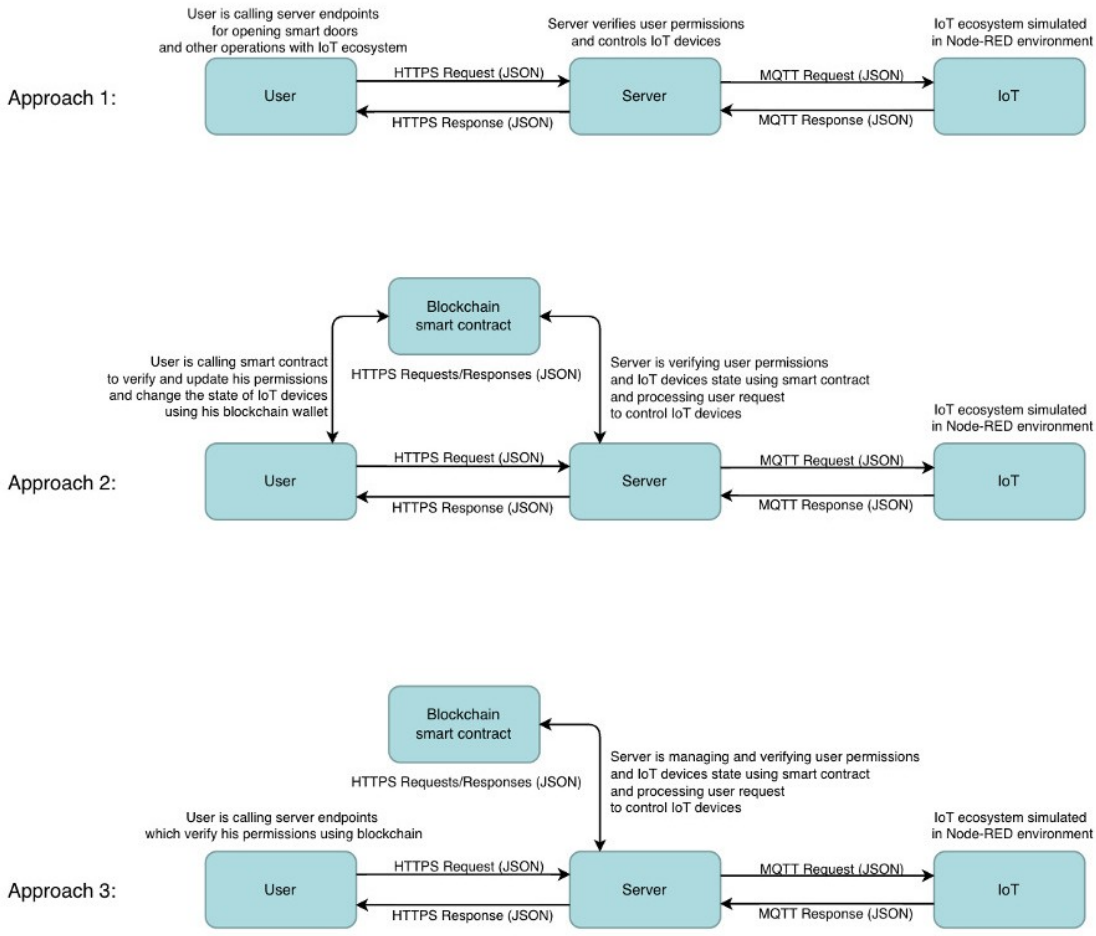 User is calling server endpoints
for opening smart doors
and other operations with IoT ecosystem
Server verifies user permissions
and controls IoT devices
IoT ecosystem simulated
in Node-RED environment
Approach 1:
User
HTTPS Request (JSON)
HTTPS Response (JSON)
Server
MQTT Request (JSON)
MQTT Response (JSON)
IoT
Blockchain
smart contract
User is calling smart contract
to verify and update his permissions
and change the state of IoT devices
using his blockchain wallet
HTTPS Requests/Responses (JSON)
Server is verifying user permissions
and IoT devices state using smart contract
and processing user request
to control IoT devices
IoT ecosystem simulated
in Node-RED environment
Approach 2:
User
HTTPS Request (JSON)
HTTPS Response (JSON)
Server
MQTT Request (JSON)
MQTT Response (JSON)
IoT
Blockchain
smart contract
HTTPS Requests/Responses (JSON)
Server is managing and verifying user permissions
and IoT devices state using smart contract
and processing user request
to control IoT devices
User is calling server endpoints
which verify his permissions using blockchain
IoT ecosystem simulated
in Node-RED environment
Approach 3:
User
HTTPS Request (JSON)
HTTPS Response (JSON)
Server
MQTT Request (JSON)
MQTT Response (JSON)
IoT